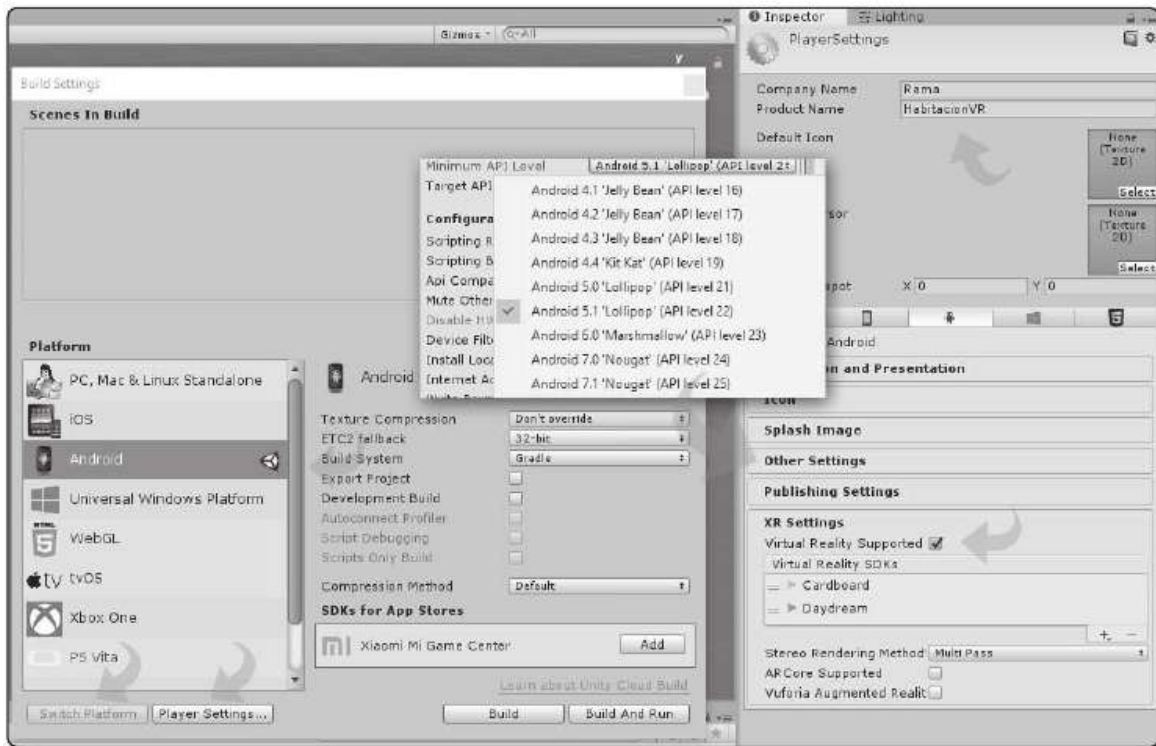 Gizmos
All
Y
Build Settings
Scenes In Build
Platform
PC, Mac & Linux Standalone
iOS
Android
Universal Windows Platform
HTML
5
WebGL
tv tvOS
Xbox One
PS Vita
Switch Platform
Player Settings...
Android
Texture Compression Don't override
ETC2 fallback 32-bit
Build System Gradle
Export Project
Development Build
Autoconnect Profiler
Script Debugging
Scripts Only Build
Compression Method Default
SDKs for App Stores
Xiaomi Mi Game Center Add
Learn about Unity Cloud Build
Build
Build And Run
Minimum API Level Android 5.1 'Lollipop' (API level 2
Target API
Configura
Scripting R
Scripting B
Api Compa
Mute Other
Disable HW
Device Filt
Install Loca
Internet Ac
Android 4.1 'Jelly Bean' (API level 16)
Android 4.2 'Jelly Bean' (API level 17)
Android 4.3 'Jelly Bean' (API level 18)
Android 4.4 'Kit Kat' (API level 19)
Android 5.0 'Lollipop' (API level 21)
Android 5.1 'Lollipop' (API level 22)
Android 6.0 'Marshmallow' (API level 23)
Android 7.0 'Nougat' (API level 24)
Android 7.1 'Nougat' (API level 25)
Inspector Lighting
PlayerSettings
Company Name Rama
Product Name HabitacionVR
Default Icon
None
(Texture
2D)
Select
sor
None
(Texture
2D)
Select
spot X 0 Y 0
5
Android
on and Presentation
Icon
Splash Image
Other Settings
Publishing Settings
XR Settings
Virtual Reality Supported
Virtual Reality SDKs
Cardboard
Daydream
+ −
Stereo Rendering Method Multi Pass
ARCore Supported
Vuforia Augmented Realit